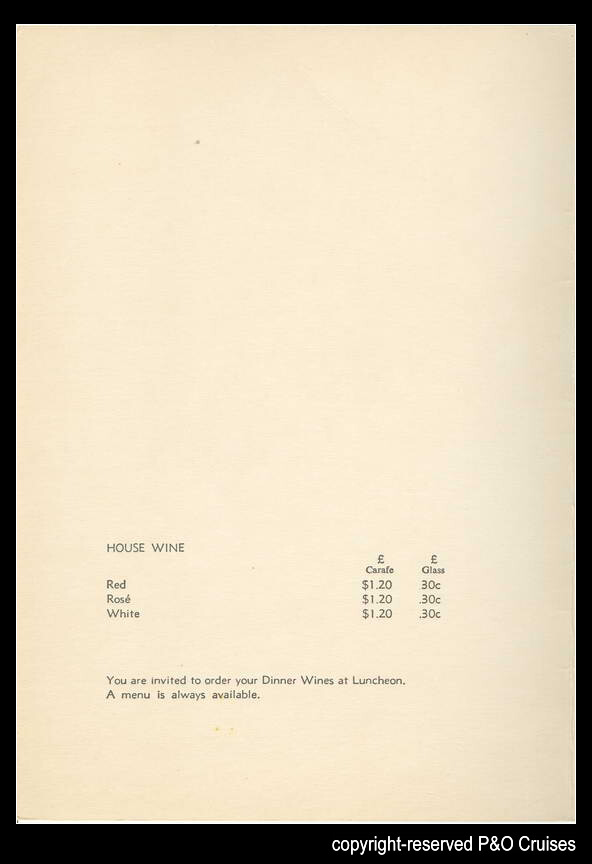 HOUSE WINE
£ £
Carafe Glass
Red $1.20 30c
Rosé $1.20 .30c
White $1.20 .30c
You are invited to order your Dinner Wines at Luncheon.
A menu is always available.
copyright-reserved P&O Cruises